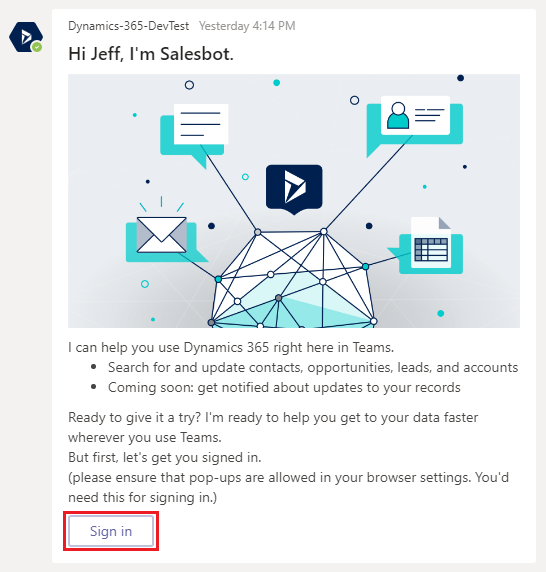 Dynamics-365-DevTest Yesterday 4:14 PM
Hi Jeff, I'm Salesbot.
I can help you use Dynamics 365 right here in Teams.
• Search for and update contacts, opportunities, leads, and accounts
• Coming soon: get notified about updates to your records
Ready to give it a try? I'm ready to help you get to your data faster
wherever you use Teams.
But first, let's get you signed in.
(please ensure that pop-ups are allowed in your browser settings. You'd
need this for signing in.)
Sign in